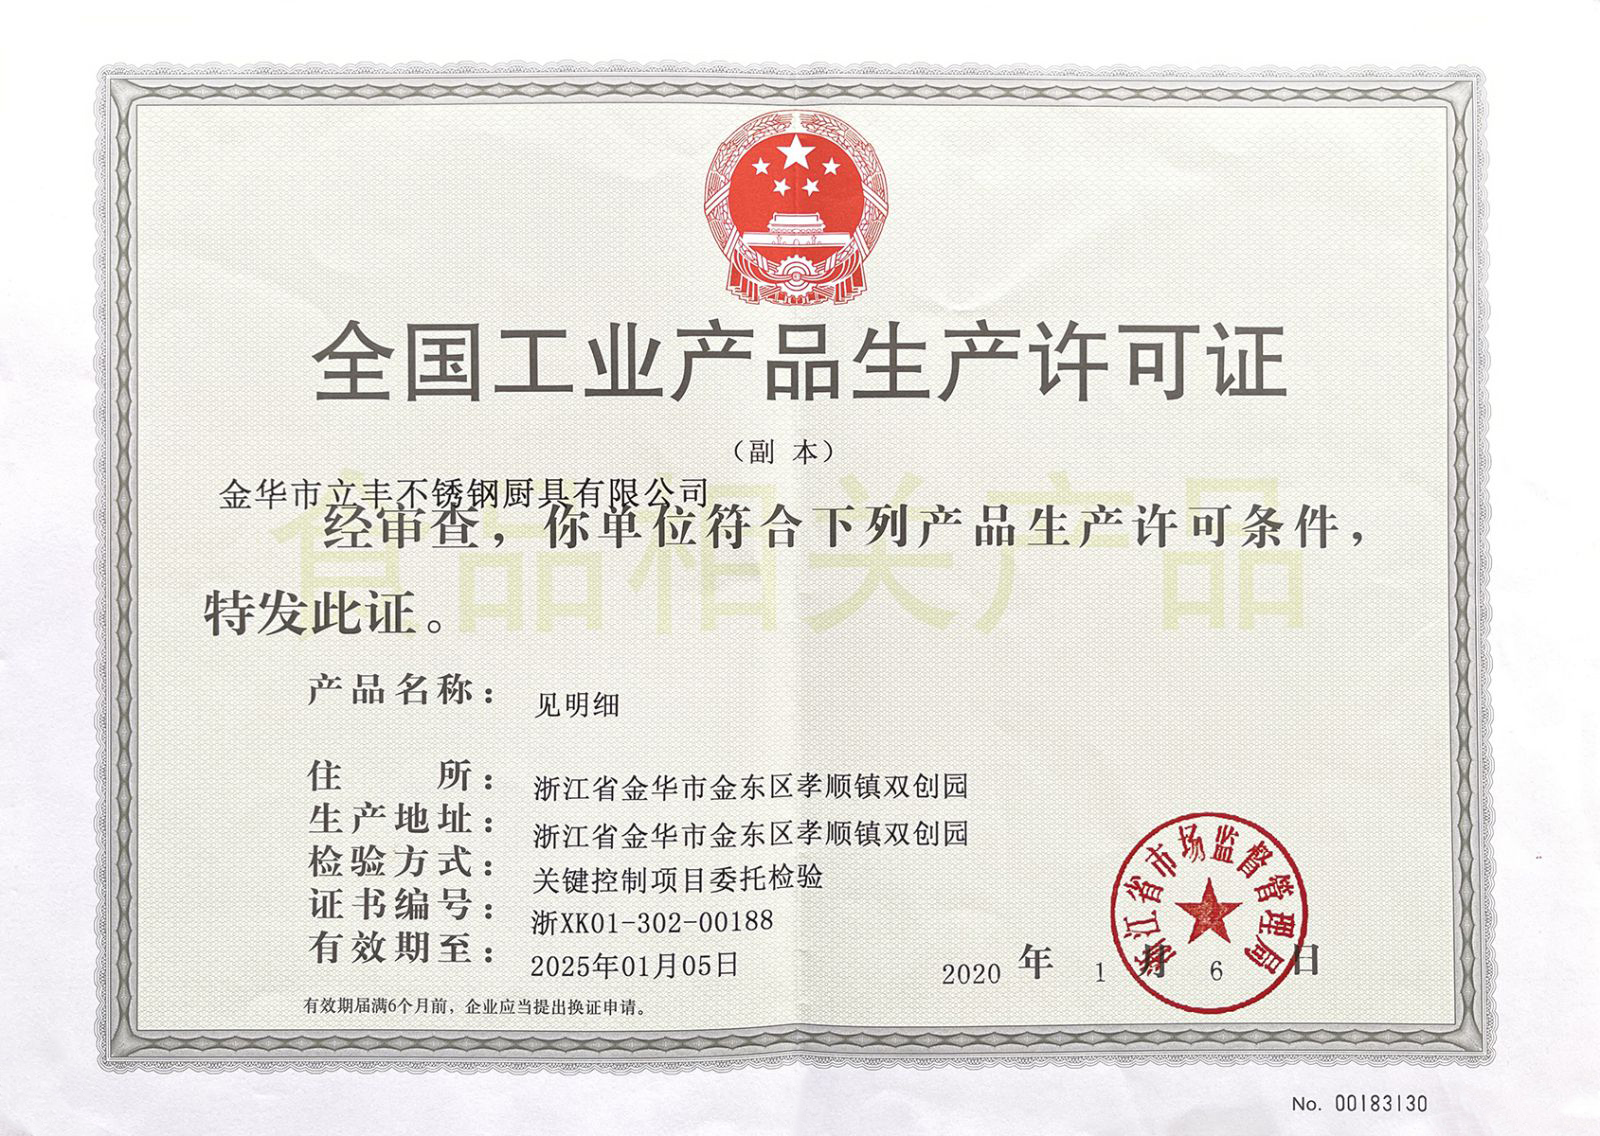 全国工业产品生产许可证
（副 本）
食品相关产品
金华市立丰不锈钢厨具有限公司
经审查，你单位符合下列产品生产许可条件，
特发此证。
产品名称： 见明细
住 所： 浙江省金华市金东区孝顺镇双创园
生产地址： 浙江省金华市金东区孝顺镇双创园
检验方式： 关键控制项目委托检验
证书编号： 浙XK01-302-00188
有效期至： 2025年01月05日
有效期届满6个月前，企业应当提出换证申请。
浙江省市场监督管理局
2020 年 1 月 6 日
No. 00183130